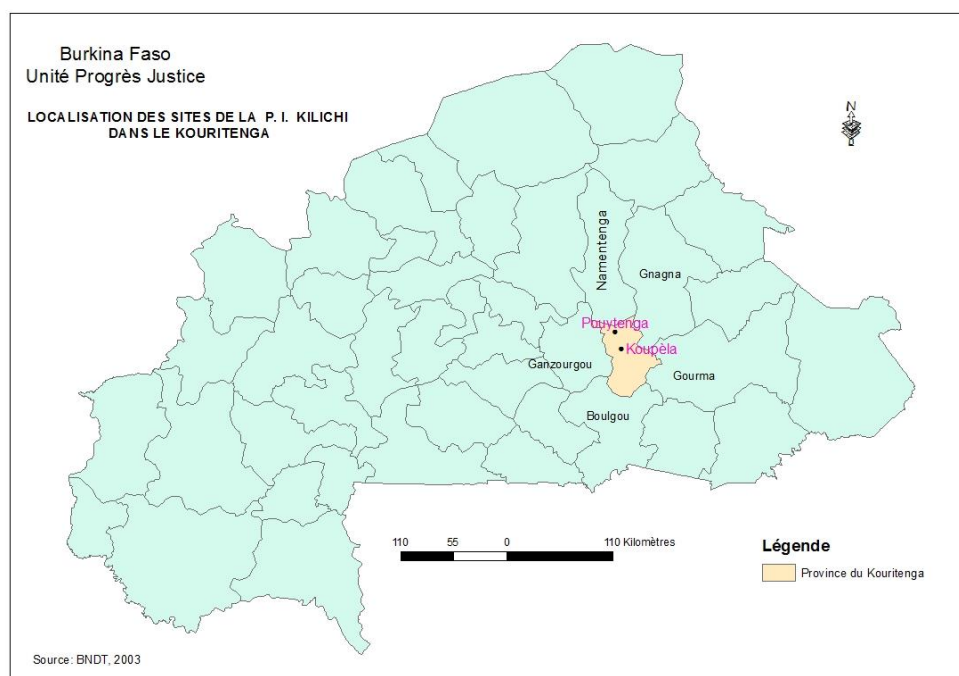 Burkina Faso
Unité Progrès Justice
LOCALISATION DES SITES DE LA P. I. KILICHI
DANS LE KOURITENGA
N
Namentenga
Gnagna
Pouytenga
Koupèla
Ganzourgou
Gourma
Boulgou
110 55 0 110 Kilomètres
Légende
Province du Kouritenga
Source: BNDT, 2003